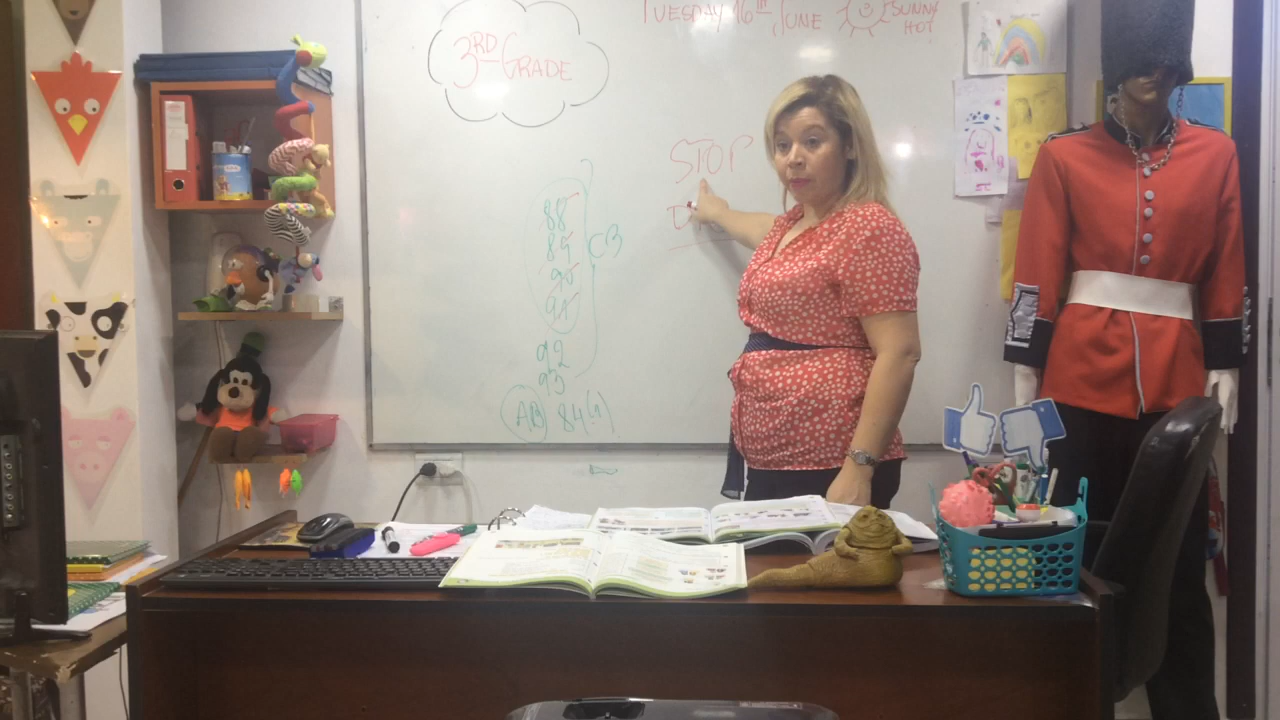 TUESDAY 16TH JUNE SUNNY
HOT
3RD GRADE
STOP
88
89
90
91
92
93
CB
AB 84(